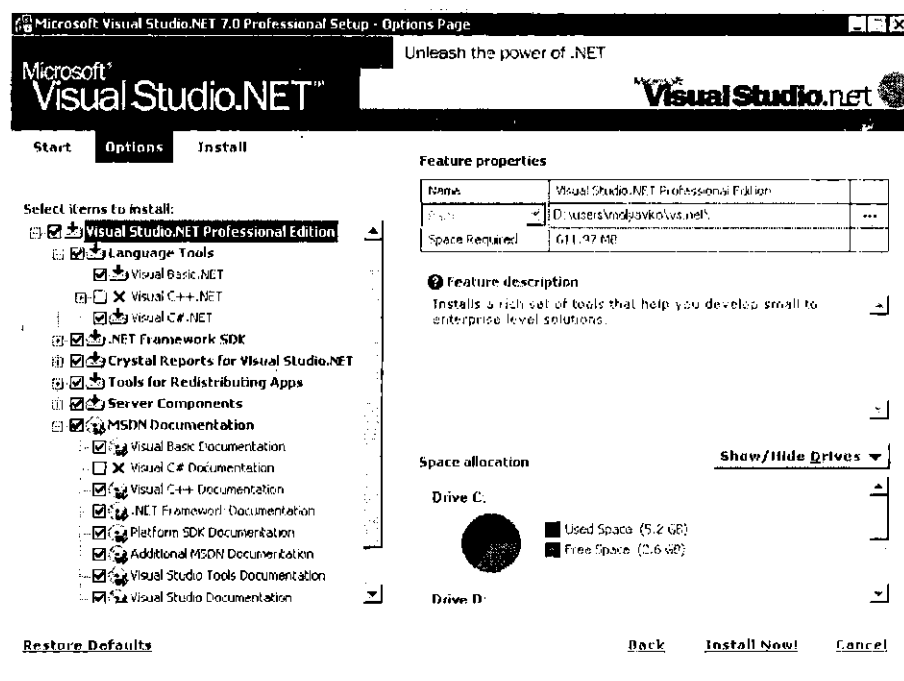 Microsoft Visual Studio.NET 7.0 Professional Setup - Options Page
Unleash the power of .NET
Microsoft®
Visual Studio.NET™
Microsoft
Visual Studio.net
Start Options Install
Select items to install:
Visual Studio.NET Professional Edition
Language Tools
Visual Basic.NET
Visual C++.NET
Visual C#.NET
.NET Framework SDK
Crystal Reports for Visual Studio.NET
Tools for Redistributing Apps
Server Components
MSDN Documentation
Visual Basic Documentation
Visual C# Documentation
Visual C++ Documentation
.NET Framework Documentation
Platform SDK Documentation
Additional MSDN Documentation
Visual Studio Tools Documentation
Visual Studio Documentation
Feature properties
Name Visual Studio.NET Professional Edition
Path D:\users\molyavko\vs.net\ ...
Space Required 611.97 MB
Feature description
Installs a rich set of tools that help you develop small to
enterprise level solutions.
Space allocation
Show/Hide Drives
Drive C:
Used Space (5.2 GB)
Free Space (2.6 GB)
Drive D:
Restore Defaults
Back Install Now! Cancel